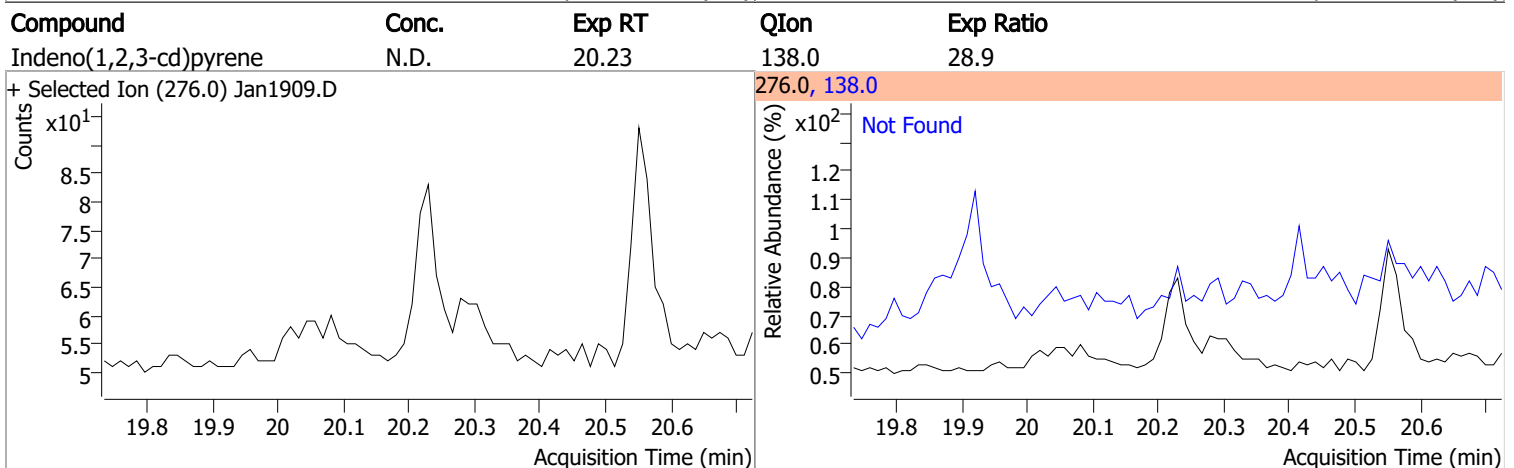 Compound Conc. Exp RT QIon Exp Ratio
Indeno(1,2,3-cd)pyrene N.D. 20.23 138.0 28.9
+ Selected Ion (276.0) Jan1909.D
Counts
x101
8.5
8
7.5
7
6.5
6
5.5
5
19.8 19.9 20 20.1 20.2 20.3 20.4 20.5 20.6
Acquisition Time (min)
276.0, 138.0
Relative Abundance (%)
x102
Not Found
1.2
1.1
1
0.9
0.8
0.7
0.6
0.5
19.8 19.9 20 20.1 20.2 20.3 20.4 20.5 20.6
Acquisition Time (min)